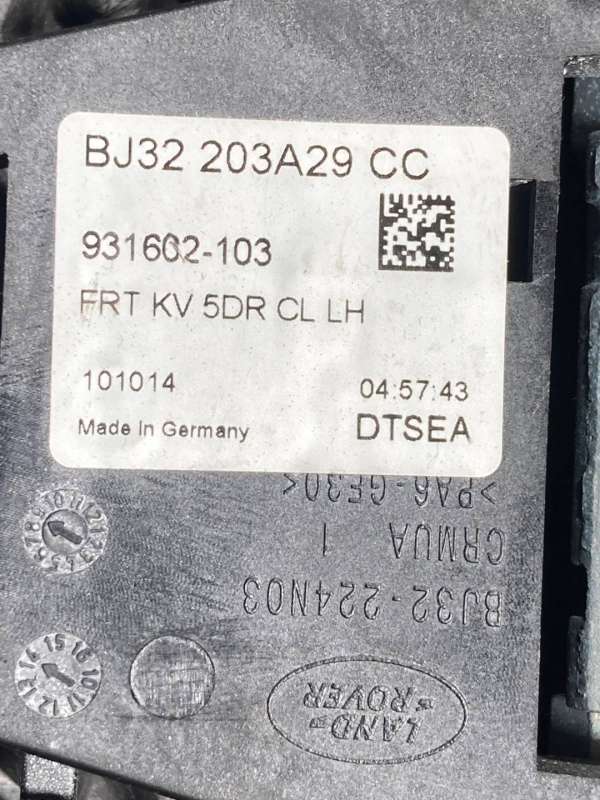 BJ32 203A29 CC
931602-103
FRT KV 5DR CL LH
101014
04:57:43
Made In Germany
DTSEA
>PA6-GF30<
CRMUA 1
BJ32-224N03
LAND-
ROVER